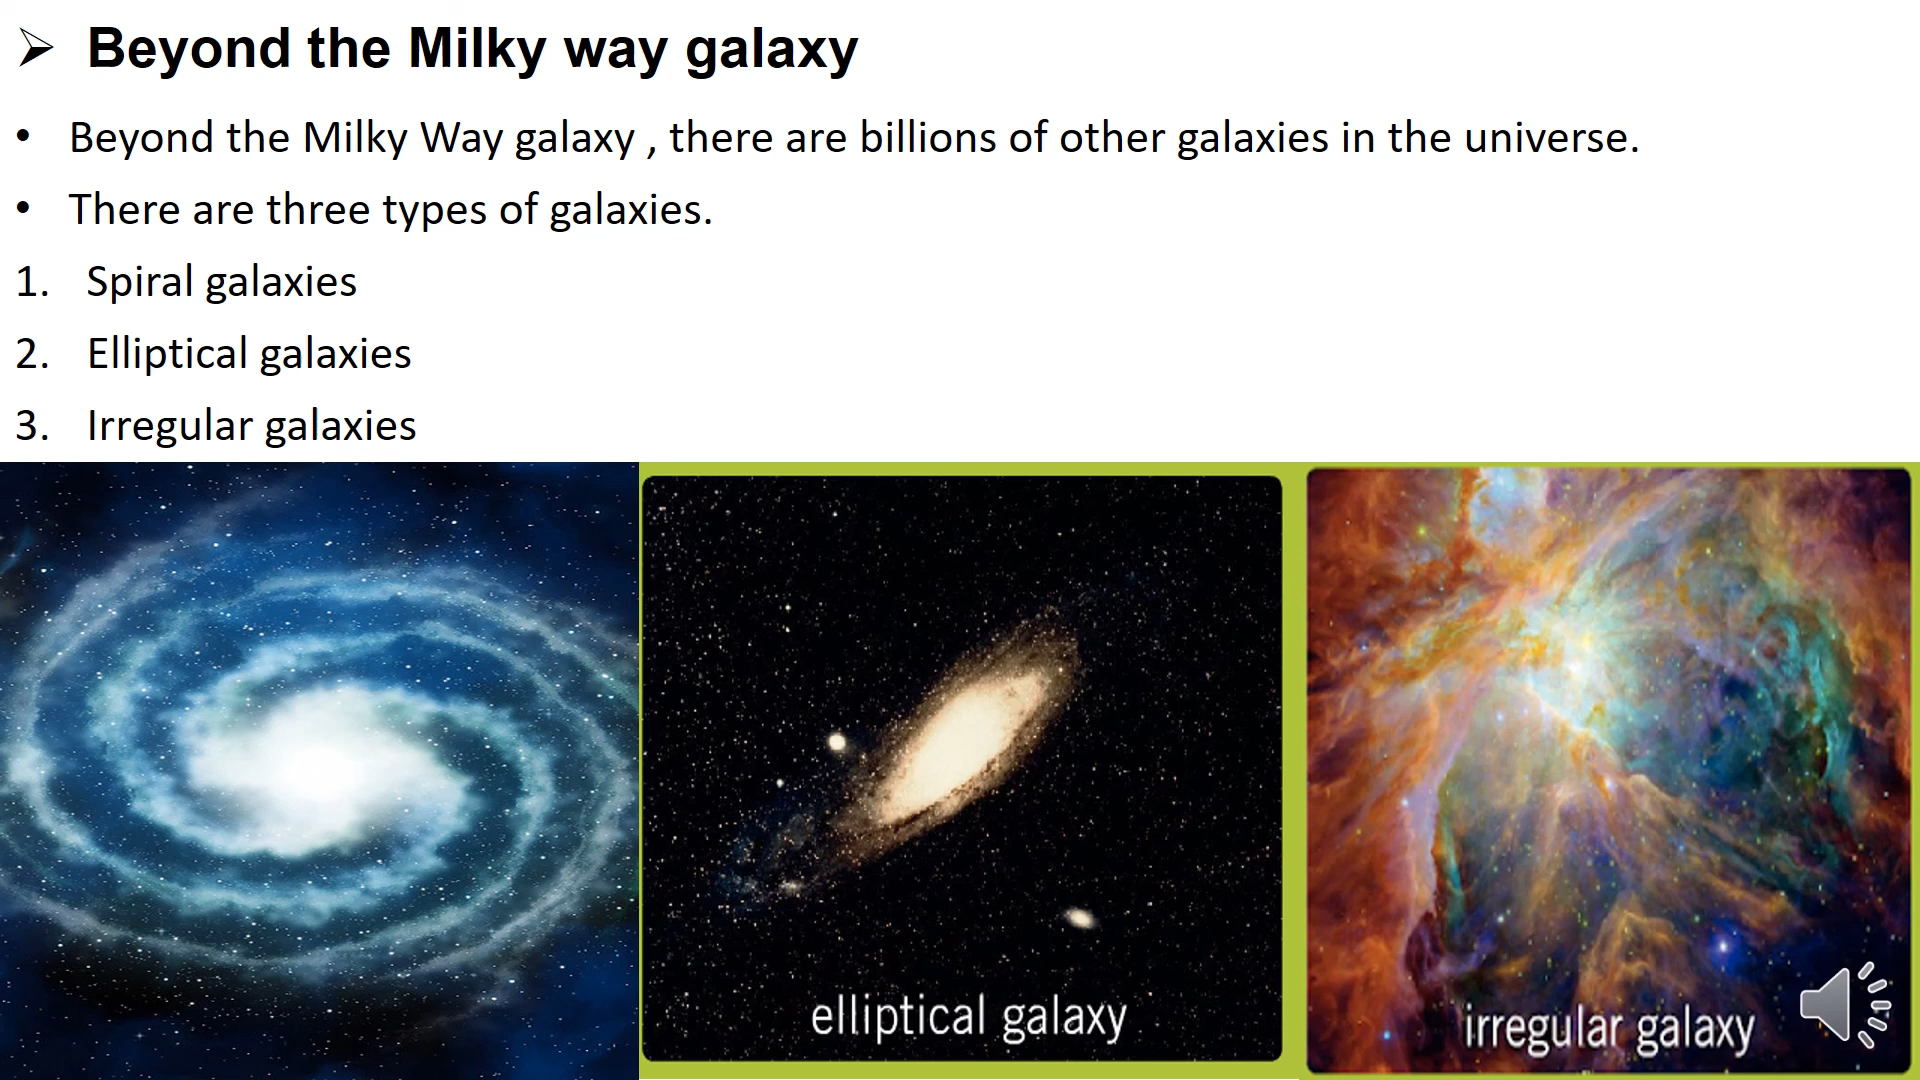 ➢ Beyond the Milky way galaxy
• Beyond the Milky Way galaxy , there are billions of other galaxies in the universe.
• There are three types of galaxies.
1. Spiral galaxies
2. Elliptical galaxies
3. Irregular galaxies
elliptical galaxy
irregular galaxy